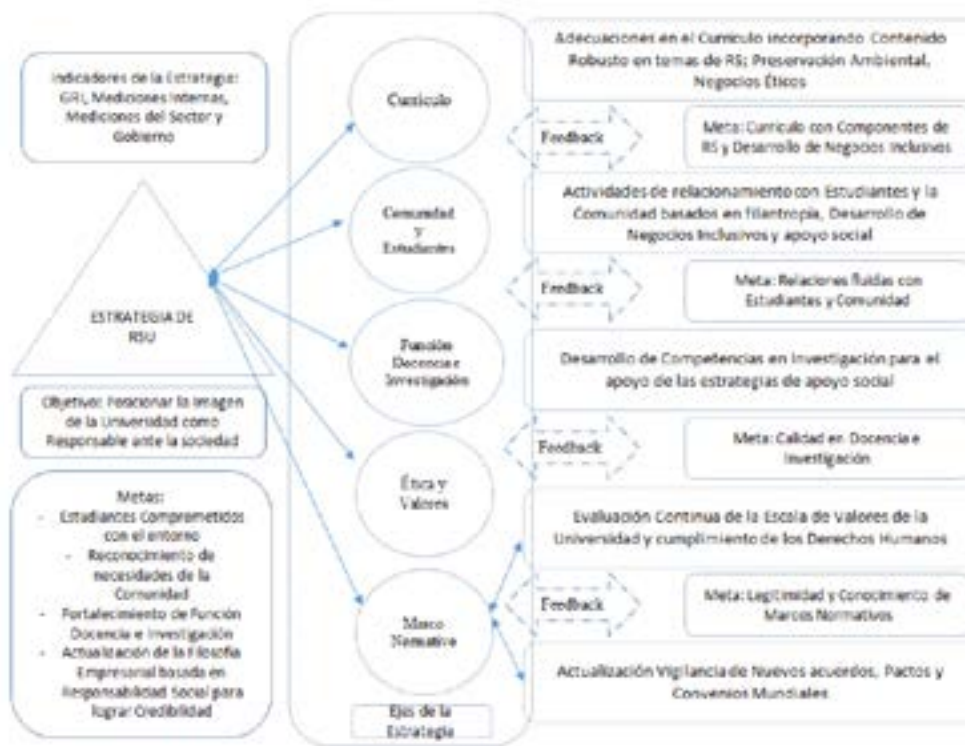 Indicadores de la Estrategia:
GRI, Mediciones Internas,
Mediciones del Sector y
Gobierno
ESTRATEGIA DE
RSU
Objetivo: Posicionar la Imagen
de la Universidad como
Responsable ante la sociedad
Metas:
- Estudiantes Comprometidos
con el entorno
- Reconocimiento de
necesidades de la
Comunidad
- Fortalecimiento de Función
Docencia e Investigación
- Actualización de la Filosofía
Empresarial basada en
Responsabilidad Social para
lograr Credibilidad
Currículo
Comunidad
y
Estudiantes
Función
Docencia e
Investigación
Ética y
Valores
Marco
Normativo
Ejes de la
Estrategia
Adecuaciones en el Currículo incorporando Contenido
Robusto en temas de RS; Preservación Ambiental,
Negocios Éticos
Feedback
Meta: Currículo con Componentes de
RS y Desarrollo de Negocios Inclusivos
Actividades de relacionamiento con Estudiantes y la
Comunidad basados en filantropía, Desarrollo de
Negocios Inclusivos y apoyo social
Feedback
Meta: Relaciones fluidas con
Estudiantes y Comunidad
Desarrollo de Competencias en Investigación para el
apoyo de las estrategias de apoyo social
Feedback
Meta: Calidad en Docencia e
Investigación
Evaluación Continua de la Escala de Valores de la
Universidad y cumplimiento de los Derechos Humanos
Feedback
Meta: Legitimidad y Conocimiento de
Marcos Normativos
Actualización Vigilancia de Nuevos acuerdos, Pactos y
Convenios Mundiales